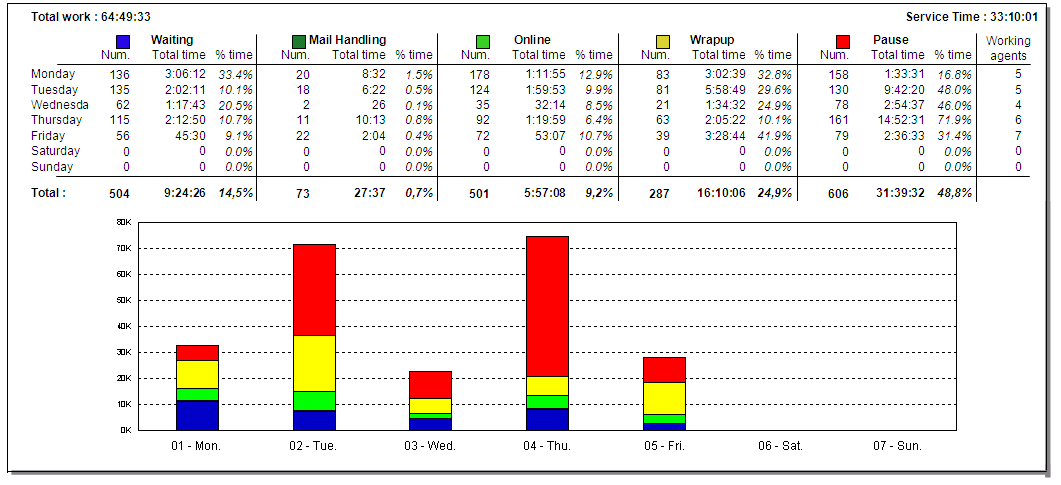 Total work : 64:49:33 Service Time : 33:10:01
Waiting Mail Handling Online Wrapup Pause Working
Num. Total time % time Num. Total time % time Num. Total time % time Num. Total time % time Num. Total time % time agents
Monday 136 3:06:12 33.4% 20 8:32 1.5% 178 1:11:55 12.9% 83 3:02:39 32.8% 158 1:33:31 16.8% 5
Tuesday 135 2:02:11 10.1% 18 6:22 0.5% 124 1:59:53 9.9% 81 5:58:49 29.6% 130 9:42:20 48.0% 5
Wednesda 62 1:17:43 20.5% 2 26 0.1% 35 32:14 8.5% 21 1:34:32 24.9% 78 2:54:37 46.0% 4
Thursday 115 2:12:50 10.7% 11 10:13 0.8% 92 1:19:59 6.4% 63 2:05:22 10.1% 161 14:52:31 71.9% 6
Friday 56 45:30 9.1% 22 2:04 0.4% 72 53:07 10.7% 39 3:28:44 41.9% 79 2:36:33 31.4% 7
Saturday 0 0 0.0% 0 0 0.0% 0 0 0.0% 0 0 0.0% 0 0 0.0% 0
Sunday 0 0 0.0% 0 0 0.0% 0 0 0.0% 0 0 0.0% 0 0 0.0% 0
Total : 504 9:24:26 14,5% 73 27:37 0,7% 501 5:57:08 9,2% 287 16:10:06 24,9% 606 31:39:32 48,8%
80K
70K
60K
50K
40K
30K
20K
10K
0K
01 - Mon. 02 - Tue. 03 - Wed. 04 - Thu. 05 - Fri. 06 - Sat. 07 - Sun.